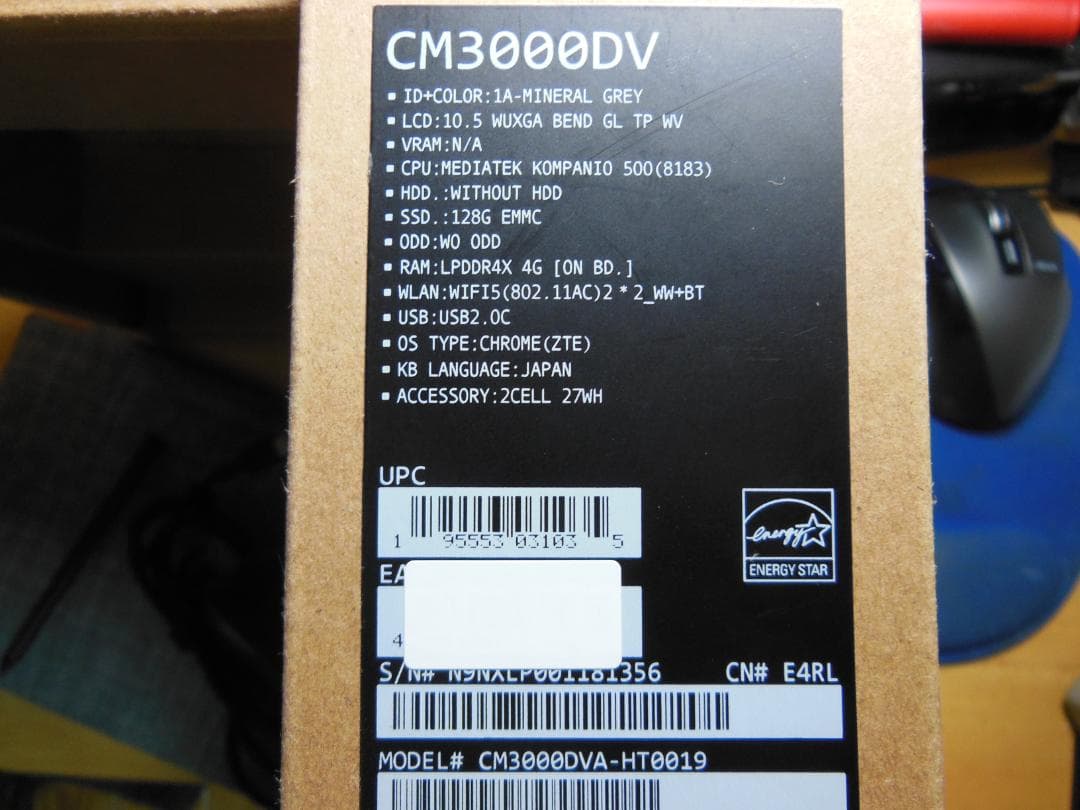 CM3000DV
▪ ID+COLOR:1A-MINERAL GREY
▪ LCD:10.5 WUXGA BEND GL TP WV
▪ VRAM:N/A
▪ CPU:MEDIATEK KOMPANIO 500(8183)
▪ HDD.:WITHOUT HDD
▪ SSD.:128G EMMC
▪ ODD:WO ODD
▪ RAM:LPDDR4X 4G [ON BD.]
▪ WLAN:WIFI5(802.11AC)2*2_WW+BT
▪ USB:USB2.0C
▪ OS TYPE:CHROME(ZTE)
▪ KB LANGUAGE:JAPAN
▪ ACCESSORY:2CELL 27WH
UPC
1 95553 03103 5
energy
ENERGY STAR
EA
4
S/N# N9NXLP001181356 CN# E4RL
MODEL# CM3000DVA-HT0019